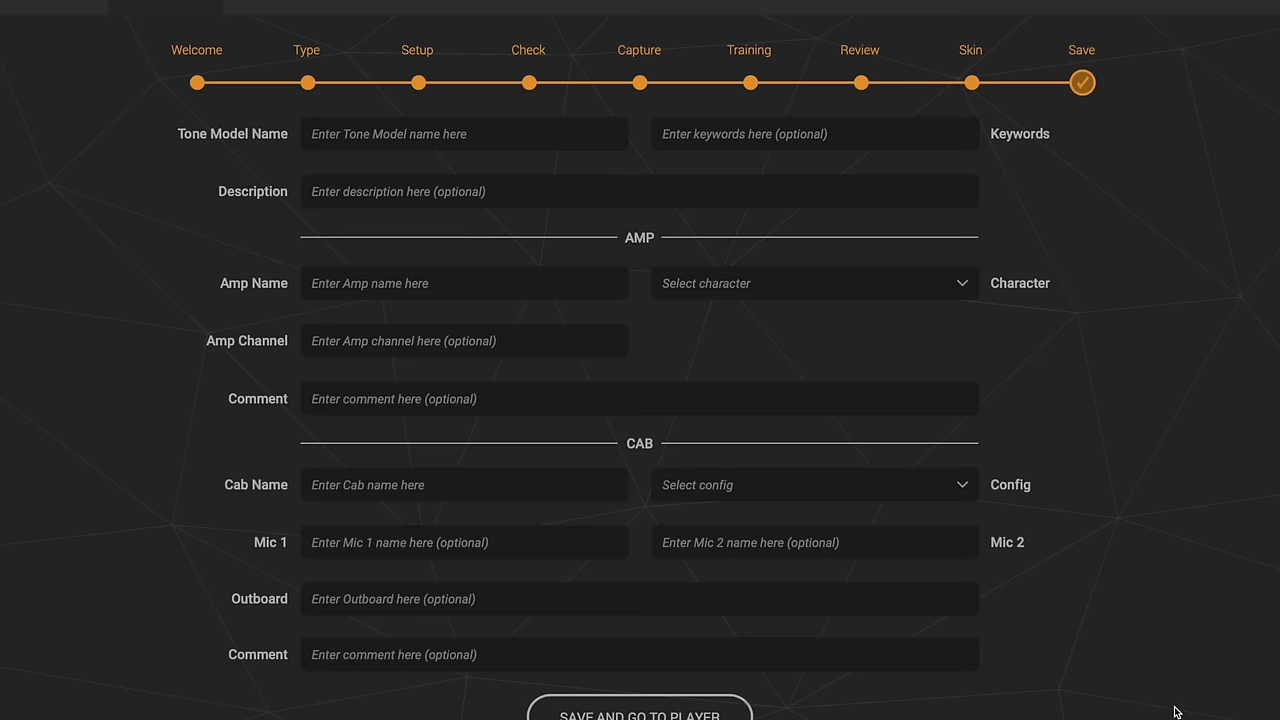 Welcome Type Setup Check Capture Training Review Skin Save
Tone Model Name Enter Tone Model name here Enter keywords here (optional) Keywords
Description Enter description here (optional)
AMP
Amp Name Enter Amp name here Select character Character
Amp Channel Enter Amp channel here (optional)
Comment Enter comment here (optional)
CAB
Cab Name Enter Cab name here Select config Config
Mic 1 Enter Mic 1 name here (optional) Enter Mic 2 name here (optional) Mic 2
Outboard Enter Outboard here (optional)
Comment Enter comment here (optional)
SAVE AND GO TO PLAYER